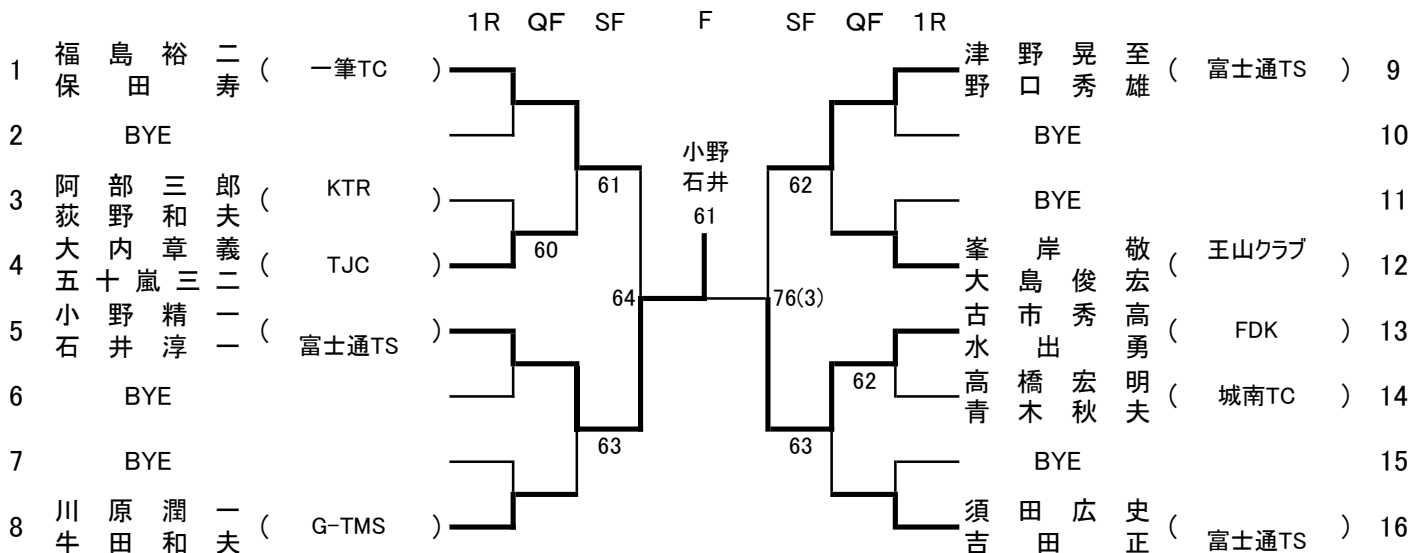 1R QF SF F SF QF 1R
1 福島裕二 保田寿 ( 一筆TC )
2 BYE
3 阿部三郎 荻野和夫 ( KTR )
4 大内章義 五十嵐三二 ( TJC )
5 小野精一 石井淳一 ( 富士通TS )
6 BYE
7 BYE
8 川原潤一 牛田和夫 ( G-TMS )
60
61
63
64
小野
石井
61
76(3)
62
62
63
津野晃至 野口秀雄 ( 富士通TS ) 9
BYE 10
BYE 11
峯岸敬 大島俊宏 ( 王山クラブ ) 12
古市秀高 水出勇 ( FDK ) 13
高橋宏明 青木秋夫 ( 城南TC ) 14
BYE 15
須田広史 吉田正 ( 富士通TS ) 16